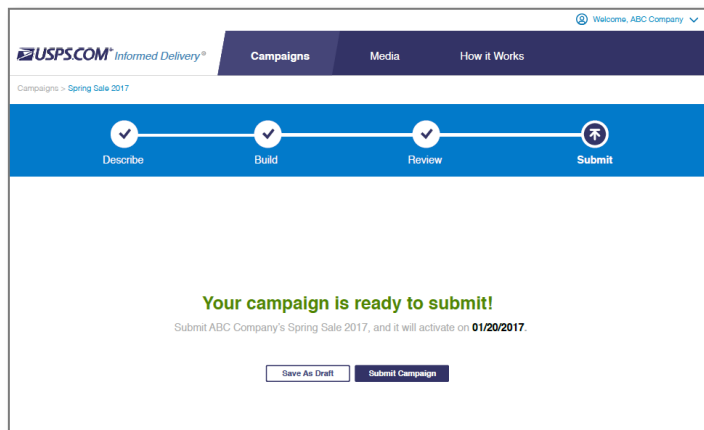 Welcome, ABC Company
USPS.COM® Informed Delivery® Campaigns Media How it Works
Campaigns > Spring Sale 2017
Describe Build Review Submit
Your campaign is ready to submit!
Submit ABC Company's Spring Sale 2017, and it will activate on 01/20/2017.
Save As Draft Submit Campaign